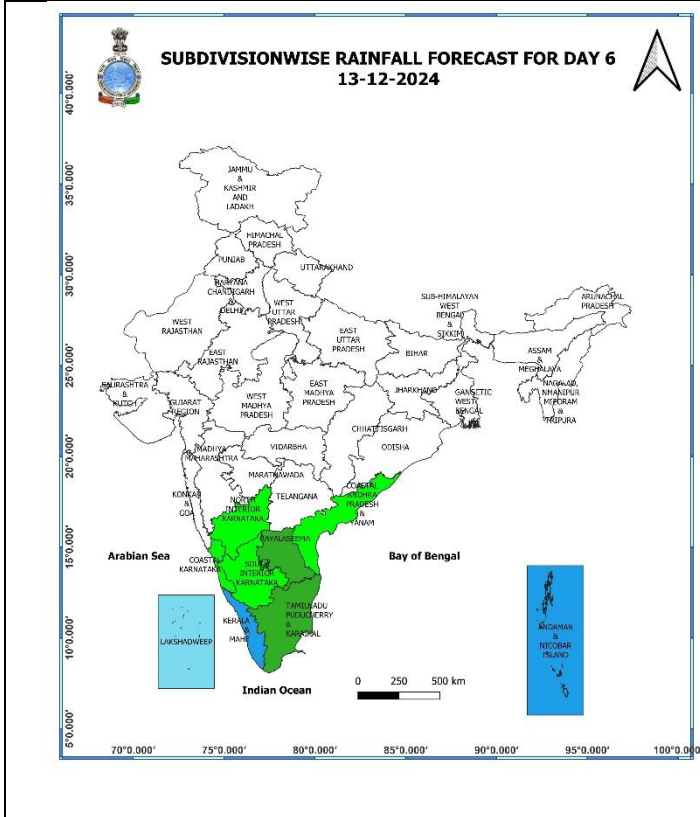 SUBDIVISIONWISE RAINFALL FORECAST FOR DAY 6
13-12-2024
40°0.000'
35°0.000'
30°0.000'
25°0.000'
20°0.000'
15°0.000'
10°0.000'
5°0.000'
JAMMU
&
KASHMIR
AND
LADAKH
HIMACHAL
PRADESH
PUNJAB
UTTARAKHAND
HARYANA
CHANDIGARH
&
DELHI
WEST
UTTAR
PRADESH
SUB-HIMALAYAN
WEST
BENGAL
&
SIKKIM
ARUNACHAL
PRADESH
WEST
RAJASTHAN
EAST
UTTAR
PRADESH
EAST
RAJASTHAN
BIHAR
ASSAM
&
MEGHALAYA
SAURASHTRA
&
KUTCH
GUJARAT
REGION
WEST
MADHYA
PRADESH
EAST
MADHYA
PRADESH
JHARKHAND
GANGETIC
WEST
BENGAL
NAGALAD,
NMANIPUR
MIZORAM
&
TRIPURA
CHHATTISGARH
ODISHA
MADHYA
MAHARASHTRA
VIDARBHA
MARATHAWADA
KONKAN
&
GOA
NORTH
INTERIOR
KARNATAKA
TELANGANA
COASTAL
ANDHRA
PRADESH
&
YANAM
RAYALASEEMA
Arabian Sea
Bay of Bengal
COASTAL
KARNATAKA
SOUTH
INTERIOR
KARNATAKA
TAMILNADU
PUDUCHERRY
&
KARAIKAL
KERALA
&
MAHE
LAKSHADWEEP
ANDAMAN
&
NICOBAR
ISLAND
Indian Ocean
0 250 500 km
70°0.000' 75°0.000' 80°0.000' 85°0.000' 90°0.000' 95°0.000' 100°0.000'